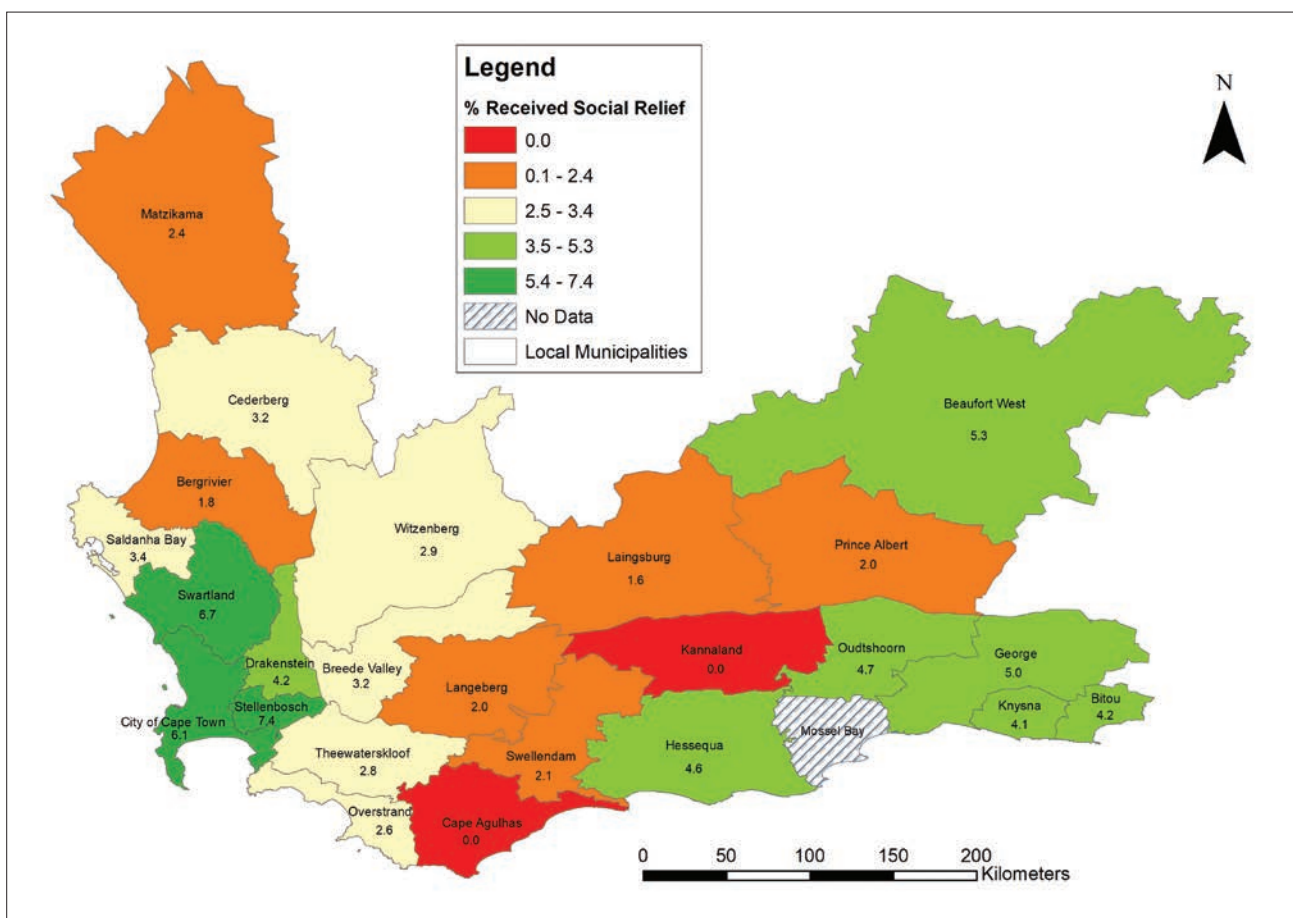 Legend
% Received Social Relief
0.0
0.1 - 2.4
2.5 - 3.4
3.5 - 5.3
5.4 - 7.4
No Data
Local Municipalities
N
Matzikama
2.4
Cederberg
3.2
Beaufort West
5.3
Bergrivier
1.8
Witzenberg
2.9
Saldanha Bay
3.4
Laingsburg
1.6
Prince Albert
2.0
Swartland
6.7
Drakenstein
4.2
Breede Valley
3.2
Kannaland
0.0
Oudtshoorn
4.7
George
5.0
Langeberg
2.0
Stellenbosch
7.4
City of Cape Town
6.1
Knysna
4.1
Bitou
4.2
Mossel Bay
Theewaterskloof
2.8
Swellendam
2.1
Hessequa
4.6
Overstrand
2.6
Cape Agulhas
0.0
0 50 100 150 200
Kilometers